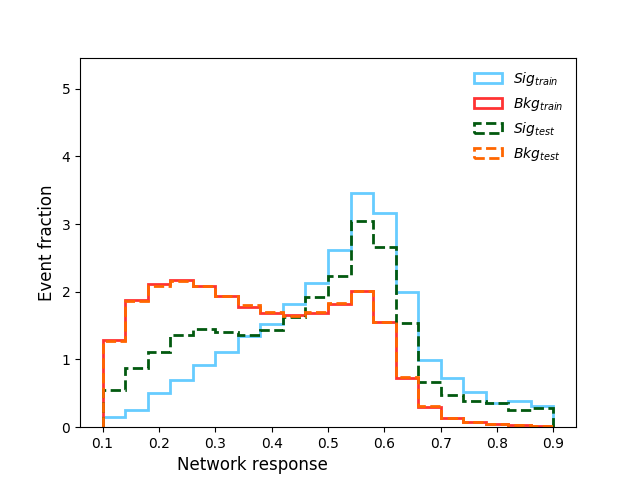 5
4
3
2
1
0
0.1 0.2 0.3 0.4 0.5 0.6 0.7 0.8 0.9
Event fraction
Network response
Sig_train
Bkg_train
Sig_test
Bkg_test